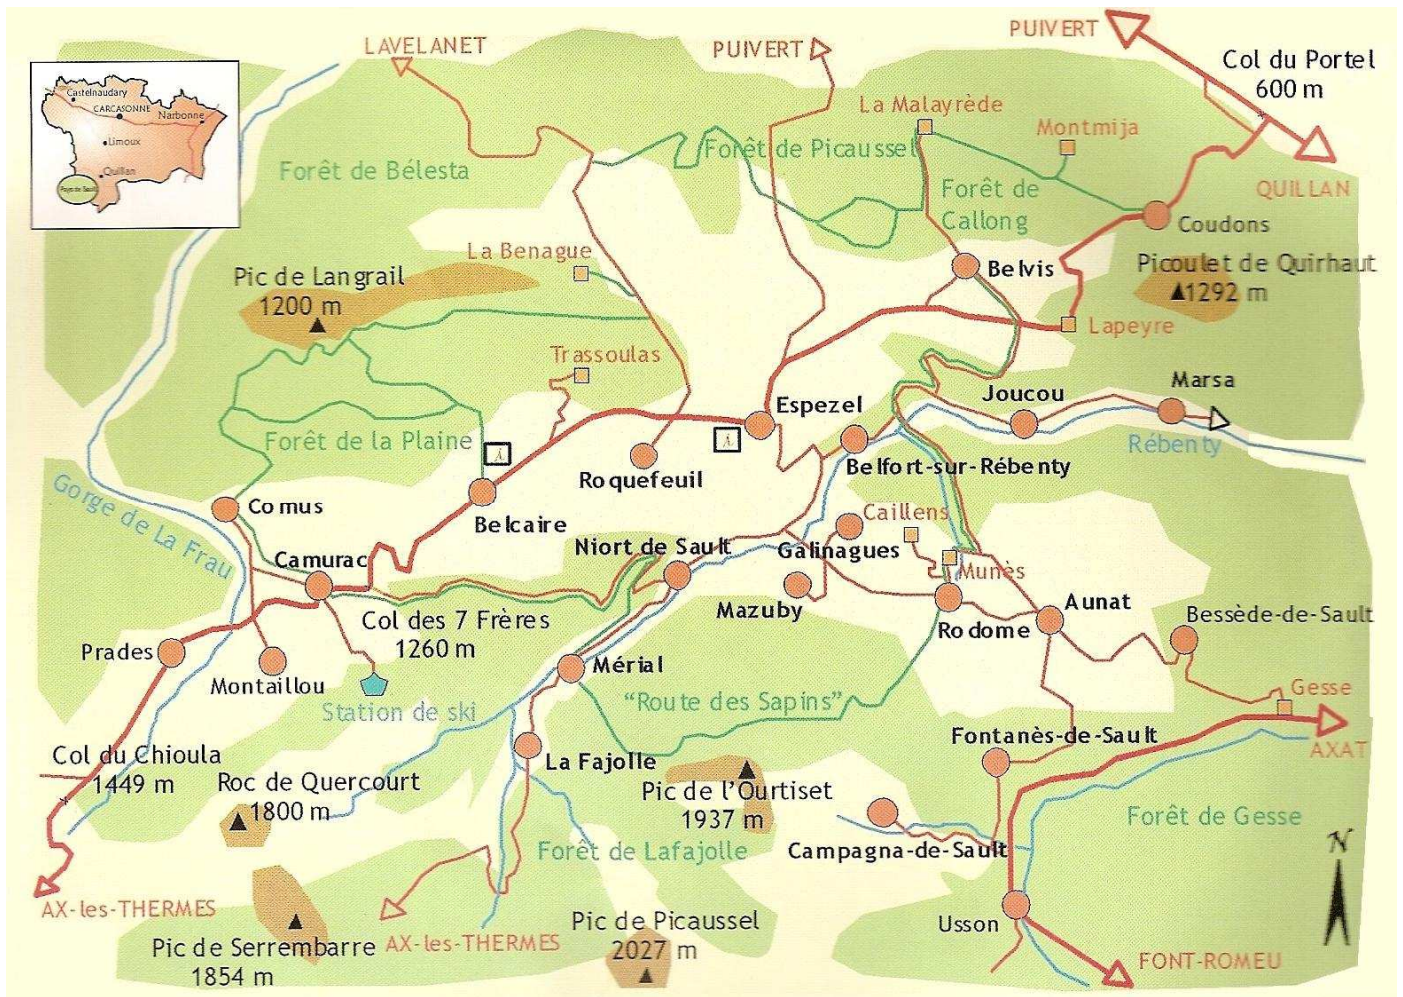 PUIVERT
LAVELANET
PUIVERT
Col du Portel
600 m
Castelnaudary
CARCASONNE
Narbonne
Limoux
Quillan
Pays de Sault
La Malayrède
Montmija
Forêt de Picaussel
Forêt de Bélesta
QUILLAN
Forêt de
Callong
Coudons
La Benague
Belvis
Picoulet de Quirhaut
1292 m
Pic de Langrail
1200 m
Lapeyre
Trassoulas
Marsa
Joucou
Espezel
Forêt de la Plaine
Rébenty
Belfort-sur-Rébenty
Roquefeuil
Gorge de La Frau
Comus
Belcaire
Caillens
Galinagues
Niort de Sault
Camurac
Munès
Mazuby
Aunat
Bessède-de-Sault
Rodome
Col des 7 Frères
1260 m
Prades
Mérial
Montaillou
Gesse
"Route des Sapins"
Station de ski
Fontanès-de-Sault
AXAT
Col du Chioula
1449 m
La Fajolle
Roc de Quercourt
1800 m
Pic de l'Ourtiset
1937 m
Forêt de Gesse
Campagna-de-Sault
Forêt de Lafajolle
N
AX-les-THERMES
Pic de Picaussel
2027 m
Usson
Pic de Serrembarre
1854 m
AX-les-THERMES
FONT-ROMEU